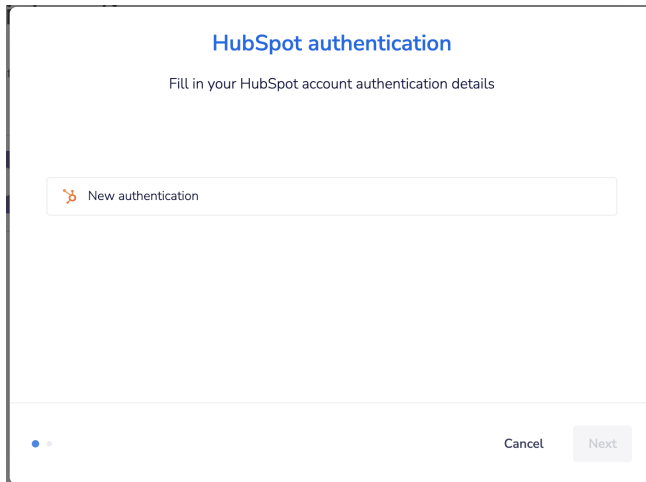 HubSpot authentication
Fill in your HubSpot account authentication details
New authentication
Cancel
Next